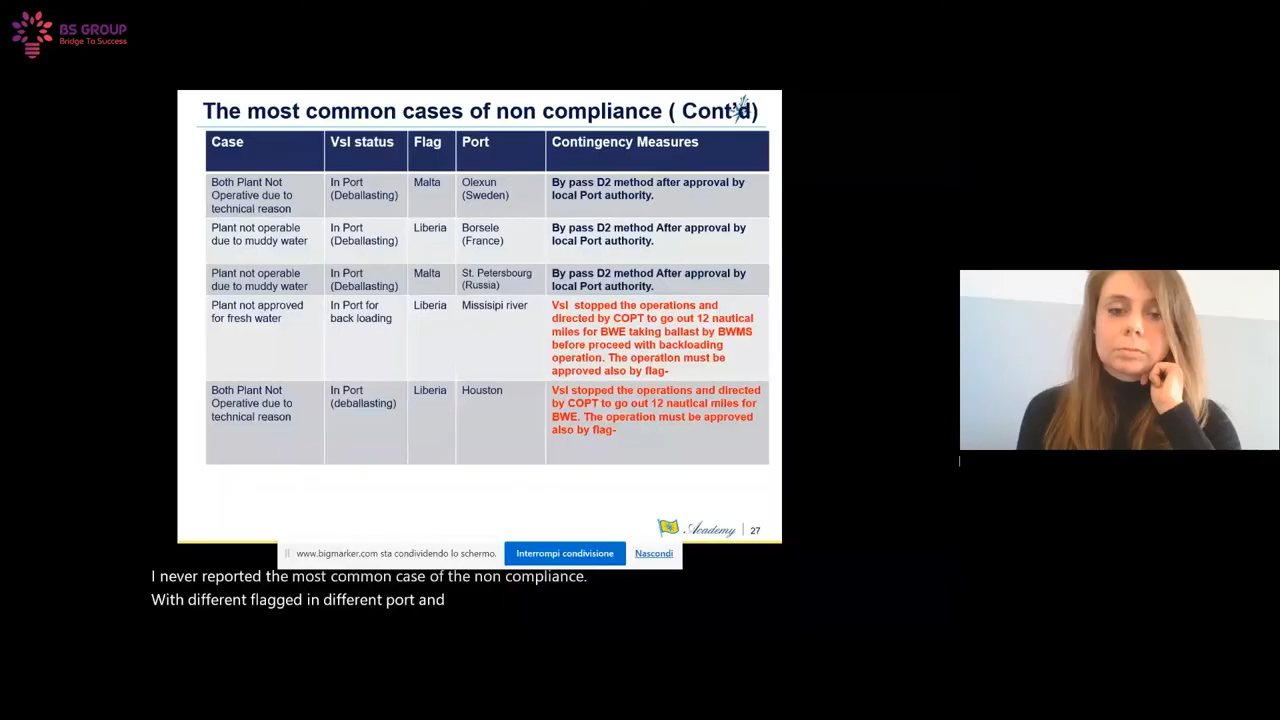 BS GROUP
Bridge To Success
The most common cases of non compliance ( Cont'd)
Case Vsl status Flag Port Contingency Measures
Both Plant Not
Operative due to
technical reason
In Port
(Deballasting)
Malta
Olexun
(Sweden)
By pass D2 method after approval by
local Port authority.
Plant not operable
due to muddy water
In Port
(Deballasting)
Liberia
Borsele
(France)
By pass D2 method After approval by
local Port authority.
Plant not operable
due to muddy water
In Port
(Deballasting)
Malta
St. Petersbourg
(Russia)
By pass D2 method After approval by
local Port authority.
Plant not approved
for fresh water
In Port for
back loading
Liberia
Missisipi river
Vsl stopped the operations and
directed by COPT to go out 12 nautical
miles for BWE taking ballast by BWMS
before proceed with backloading
operation. The operation must be
approved also by flag-
Both Plant Not
Operative due to
technical reason
In Port
(deballasting)
Liberia
Houston
Vsl stopped the operations and directed
by COPT to go out 12 nautical miles for
BWE. The operation must be approved
also by flag-
Academy 27
www.bigmarker.com sta condividendo lo schermo. Interrompi condivisione Nascondi
I never reported the most common case of the non compliance.
With different flagged in different port and